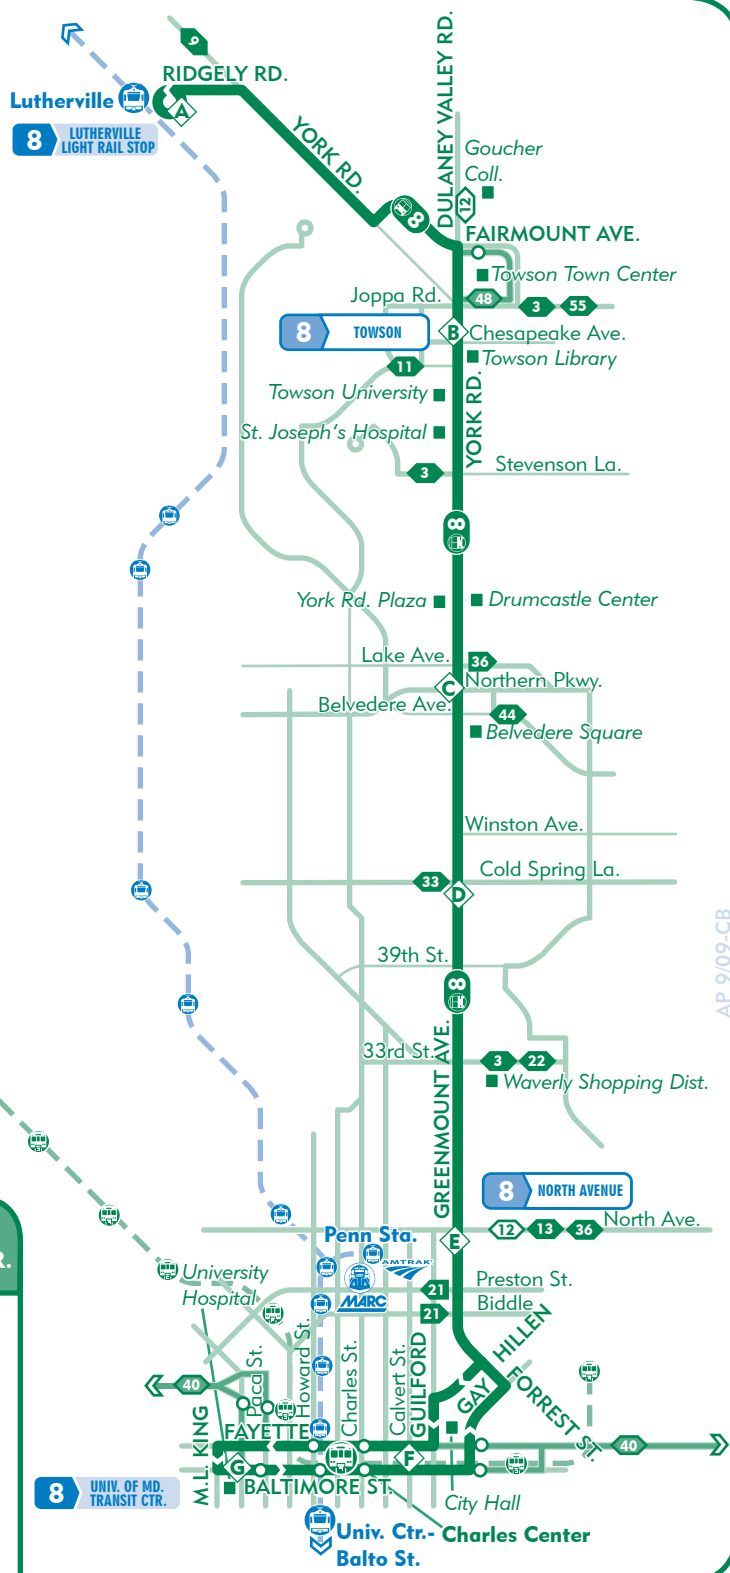 9
RIDGELY RD.
Lutherville
A
8 LUTHERVILLE
LIGHT RAIL STOP
YORK RD.
DULANEY VALLEY RD.
Goucher
Coll.
12
8
FAIRMOUNT AVE.
Towson Town Center
Joppa Rd.
48
3
55
8 TOWSON
B
Chesapeake Ave.
Towson Library
11
Towson University
YORK RD.
St. Joseph's Hospital
3
Stevenson La.
8
York Rd. Plaza
Drumcastle Center
Lake Ave.
36
C
Northern Pkwy.
Belvedere Ave.
44
Belvedere Square
Winston Ave.
Cold Spring La.
33
D
AP 9/09-CB
39th St.
8
GREENMOUNT AVE.
33rd St.
3
22
Waverly Shopping Dist.
8 NORTH AVENUE
North Ave.
12
13
36
E
R.
Penn Sta.
AMTRAK
MARC
University
Hospital
Preston St.
21
Biddle
21
HILLEN
FORREST ST.
GAY
GUILFORD
Calvert St.
Charles St.
Howard St.
Paca St.
40
M.L. KING
FAYETTE
F
G
40
BALTIMORE ST.
8 UNIV. OF MD.
TRANSIT CTR.
City Hall
Charles Center
Univ. Ctr.-
Balto St.